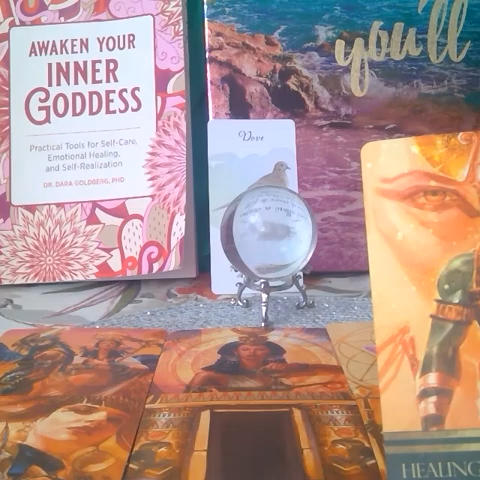 AWAKEN YOUR
INNER
GODDESS
Practical Tools for Self-Care,
Emotional Healing,
and Self-Realization
DR. DARA GOLDBERG, PHD
you'll
Dove
HEALING